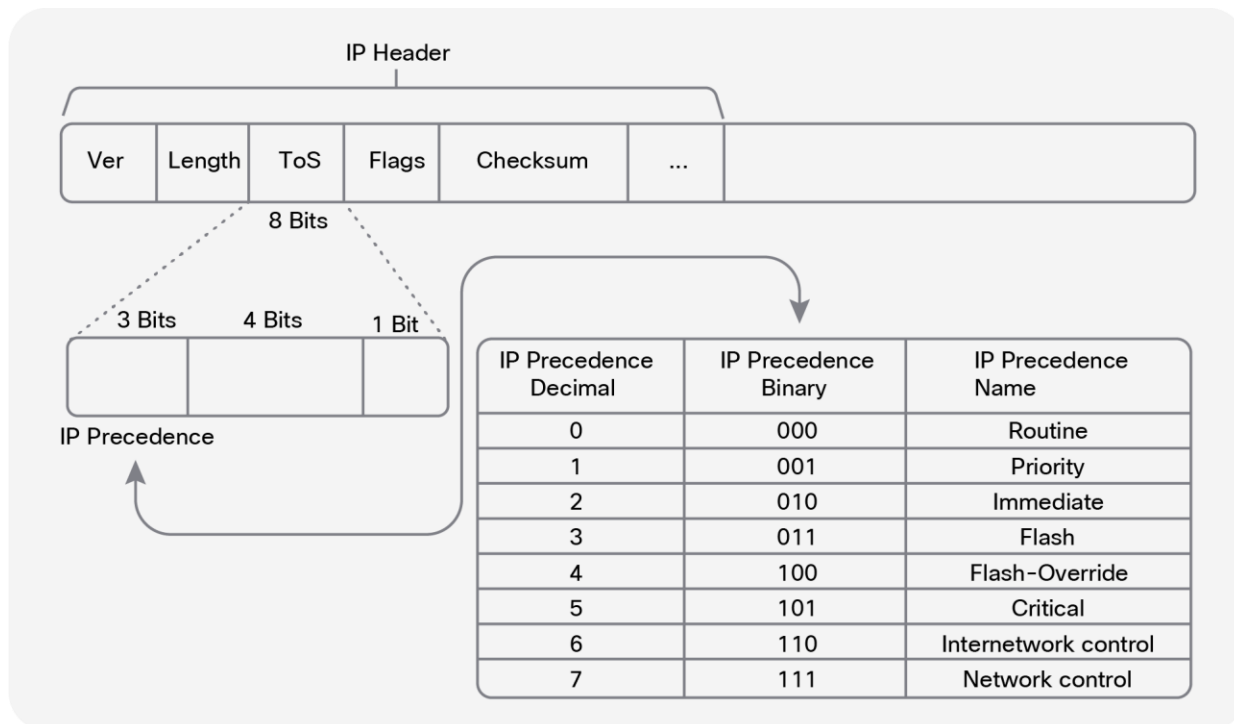 IP Header
Ver Length ToS Flags Checksum ...
8 Bits
3 Bits 4 Bits 1 Bit
IP Precedence
IP Precedence Decimal IP Precedence Binary IP Precedence Name
0 000 Routine
1 001 Priority
2 010 Immediate
3 011 Flash
4 100 Flash-Override
5 101 Critical
6 110 Internetwork control
7 111 Network control